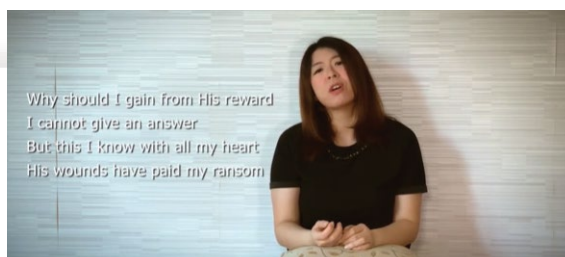 Why should I gain from His reward
I cannot give an answer
But this I know with all my heart
His wounds have paid my ransom